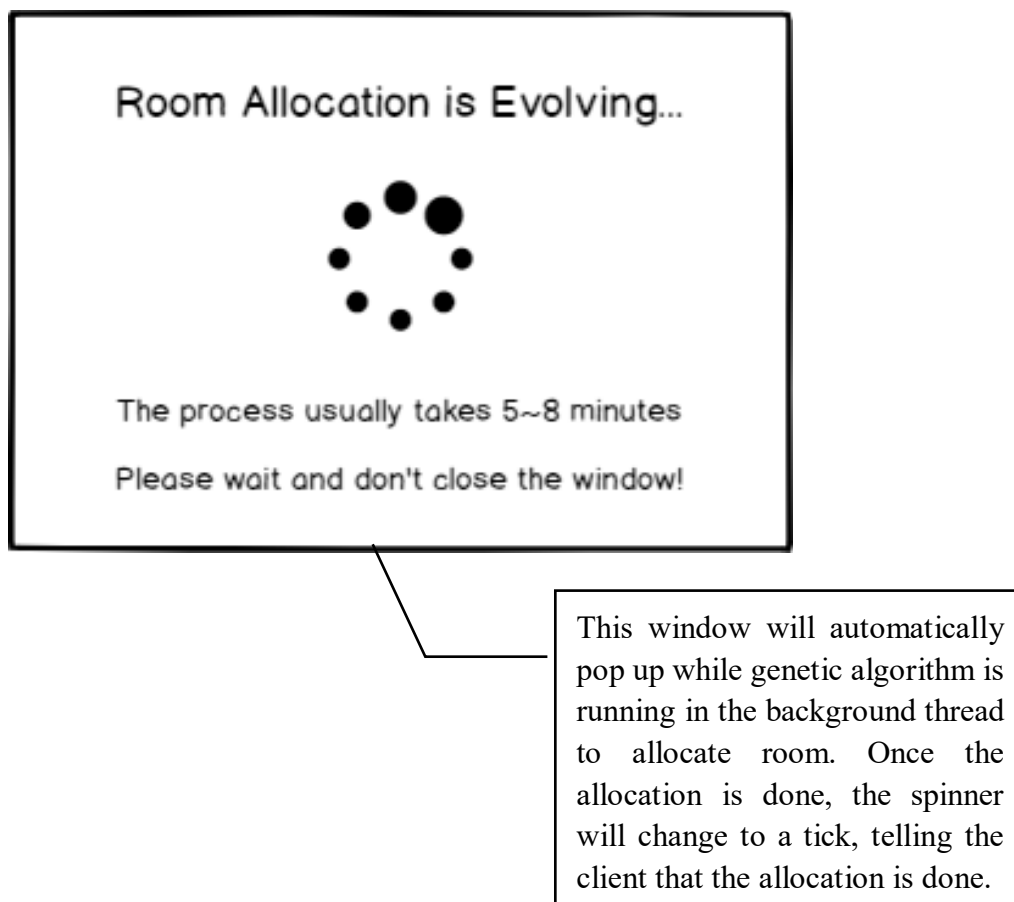 Room Allocation is Evolving...
The process usually takes 5~8 minutes
Please wait and don't close the window!
This window will automatically
pop up while genetic algorithm is
running in the background thread
to allocate room. Once the
allocation is done, the spinner
will change to a tick, telling the
client that the allocation is done.